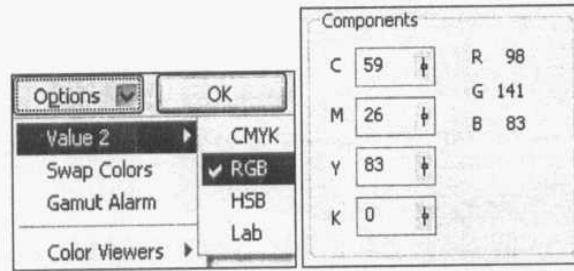 Options
OK
Value 2
CMYK
Swap Colors
RGB
Gamut Alarm
HSB
Lab
Color Viewers
Components
C 59 R 98
G 141
M 26 B 83
Y 83
K 0